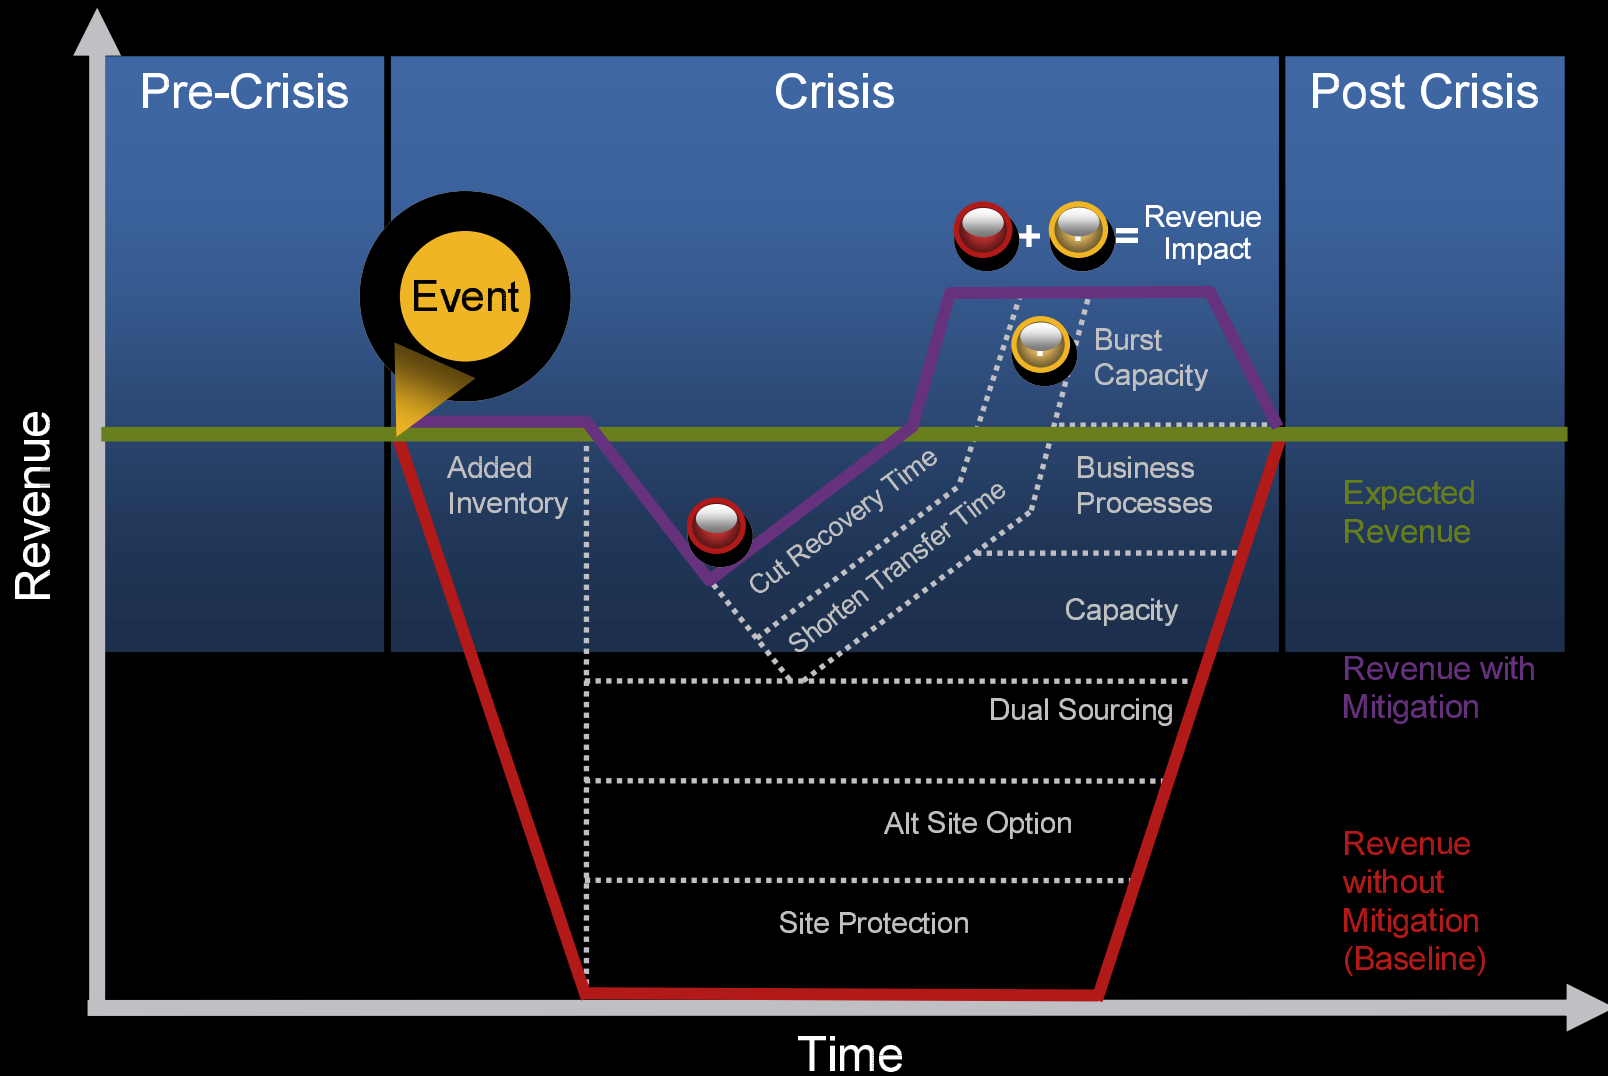 Pre-Crisis
Crisis
Post Crisis
Event
+
=
Revenue
Impact
Burst
Capacity
Added
Inventory
Cut Recovery Time
Shorten Transfer Time
Business
Processes
Capacity
Dual Sourcing
Alt Site Option
Site Protection
Expected
Revenue
Revenue with
Mitigation
Revenue
without
Mitigation
(Baseline)
Revenue
Time